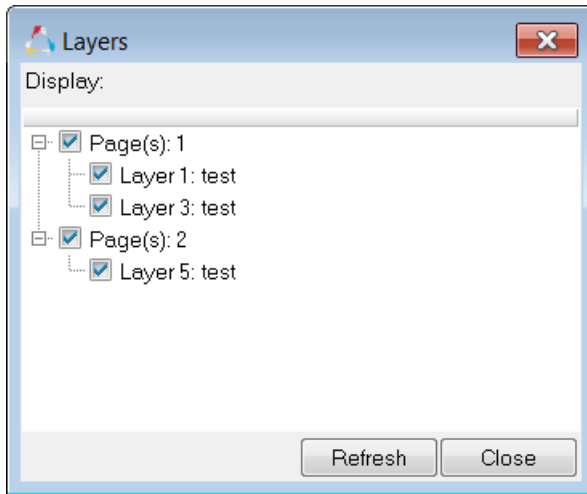 Layers
Display:
Page(s): 1
Layer 1: test
Layer 3: test
Page(s): 2
Layer 5: test
Refresh Close